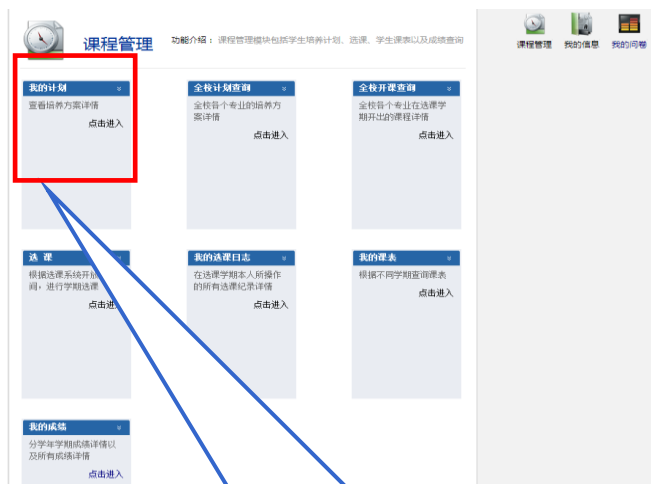 课程管理
功能介绍：课程管理模块包括学生培养计划、选课、学生课表以及成绩查询
课程管理 我的信息 我的问卷
我的计划
查看培养方案详情
点击进入
全校计划查询
全校各个专业的培养方
案详情
点击进入
全校开课查询
全校各个专业在选课学
期开出的课程详情
点击进入
选 课
根据选课系统开放
间，进行学期选课
点击进入
我的选课日志
在选课学期本人所操作
的所有选课纪录详情
点击进入
我的课表
根据不同学期查询课表
点击进入
我的成绩
分学年学期成绩详情以
及所有成绩详情
点击进入